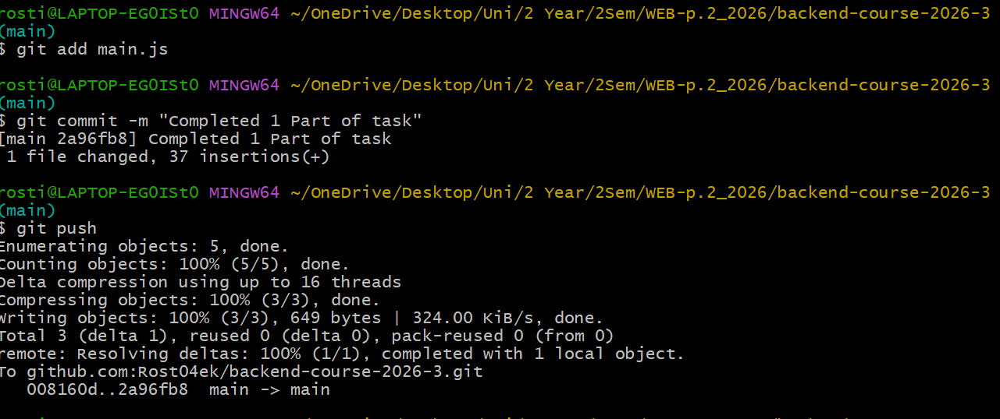 rosti@LAPTOP-EG0ISt0 MINGW64 ~/OneDrive/Desktop/Uni/2 Year/2Sem/WEB-p.2_2026/backend-course-2026-3
(main)
$ git add main.js
rosti@LAPTOP-EG0ISt0 MINGW64 ~/OneDrive/Desktop/Uni/2 Year/2Sem/WEB-p.2_2026/backend-course-2026-3
(main)
$ git commit -m "Completed 1 Part of task"
[main 2a96fb8] Completed 1 Part of task
 1 file changed, 37 insertions(+)
rosti@LAPTOP-EG0ISt0 MINGW64 ~/OneDrive/Desktop/Uni/2 Year/2Sem/WEB-p.2_2026/backend-course-2026-3
(main)
$ git push
Enumerating objects: 5, done.
Counting objects: 100% (5/5), done.
Delta compression using up to 16 threads
Compressing objects: 100% (3/3), done.
Writing objects: 100% (3/3), 649 bytes | 324.00 KiB/s, done.
Total 3 (delta 1), reused 0 (delta 0), pack-reused 0 (from 0)
remote: Resolving deltas: 100% (1/1), completed with 1 local object.
To github.com:Rost04ek/backend-course-2026-3.git
   008160d..2a96fb8  main -> main